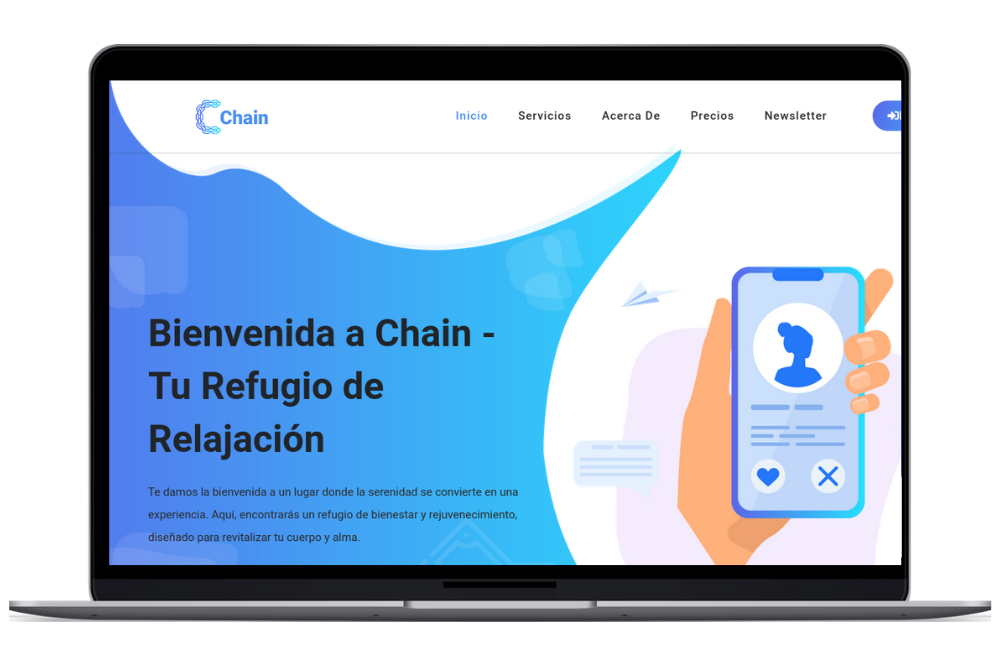 Chain
Inicio Servicios Acerca De Precios Newsletter
Bienvenida a Chain -
Tu Refugio de
Relajación
Te damos la bienvenida a un lugar donde la serenidad se convierte en una
experiencia. Aquí, encontrarás un refugio de bienestar y rejuvenecimiento,
diseñado para revitalizar tu cuerpo y alma.